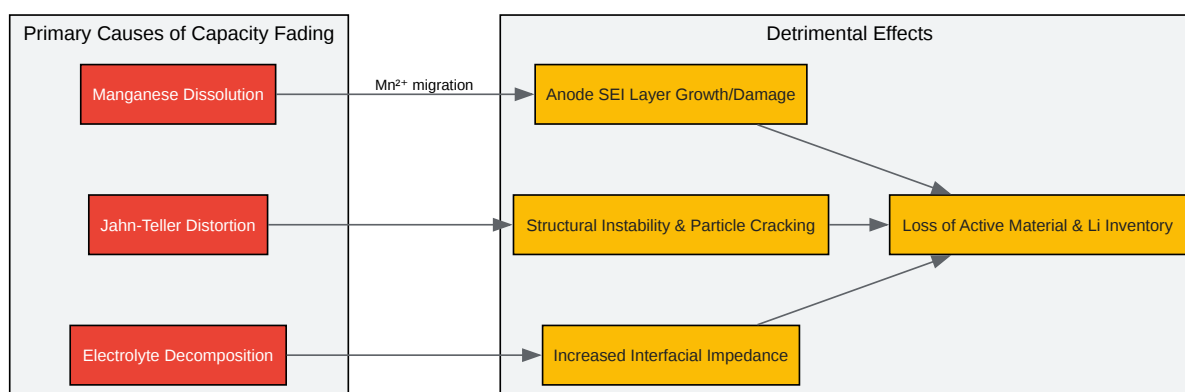 Primary Causes of Capacity Fading
Detrimental Effects
Manganese Dissolution
Mn²⁺ migration
Anode SEI Layer Growth/Damage
Jahn-Teller Distortion
Structural Instability & Particle Cracking
Loss of Active Material & Li Inventory
Electrolyte Decomposition
Increased Interfacial Impedance